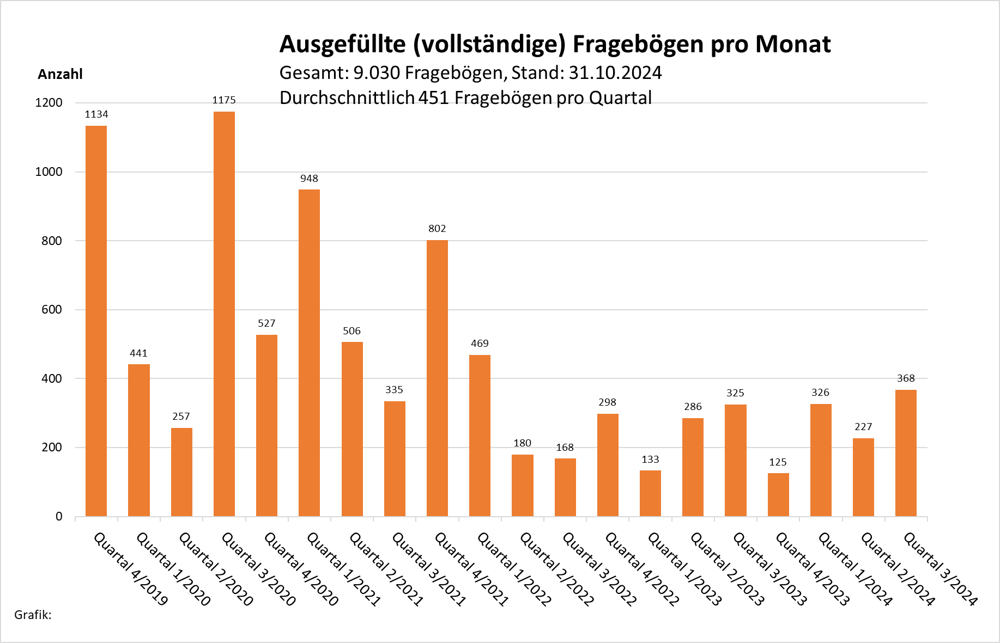 Ausgefüllte (vollständige) Fragebögen pro Monat
Gesamt: 9.030 Fragebögen, Stand: 31.10.2024
Durchschnittlich 451 Fragebögen pro Quartal
Anzahl
1200
1000
800
600
400
200
0
1134
441
257
1175
527
948
506
335
802
469
180
168
298
133
286
325
125
326
227
368
Quartal 4/2019
Quartal 1/2020
Quartal 2/2020
Quartal 3/2020
Quartal 4/2020
Quartal 1/2021
Quartal 2/2021
Quartal 3/2021
Quartal 4/2021
Quartal 1/2022
Quartal 2/2022
Quartal 3/2022
Quartal 4/2022
Quartal 1/2023
Quartal 2/2023
Quartal 3/2023
Quartal 4/2023
Quartal 1/2024
Quartal 2/2024
Quartal 3/2024
Grafik: